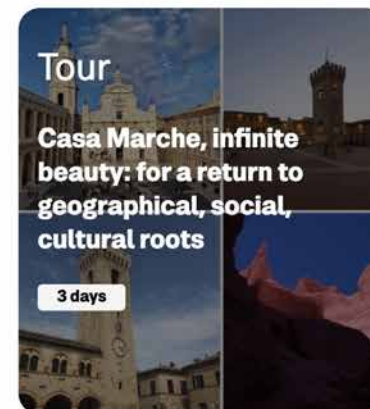 Tour
Casa Marche, infinite
beauty: for a return to
geographical, social,
cultural roots
3 days